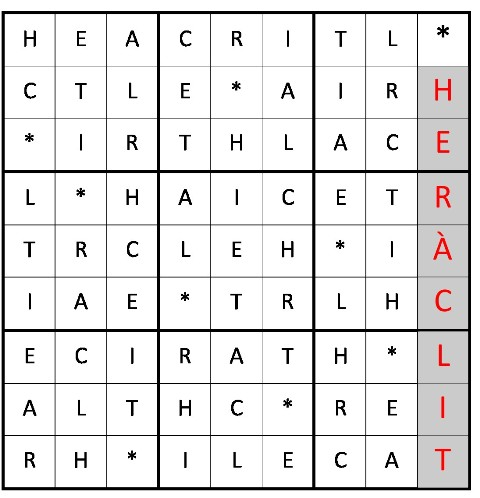 H E A C R I T L *
C T L E * A I R H
* I R T H L A C E
L * H A I C E T R
T R C L E H * I À
I A E * T R L H C
E C I R A T H * L
A L T H C * R E I
R H * I L E C A T